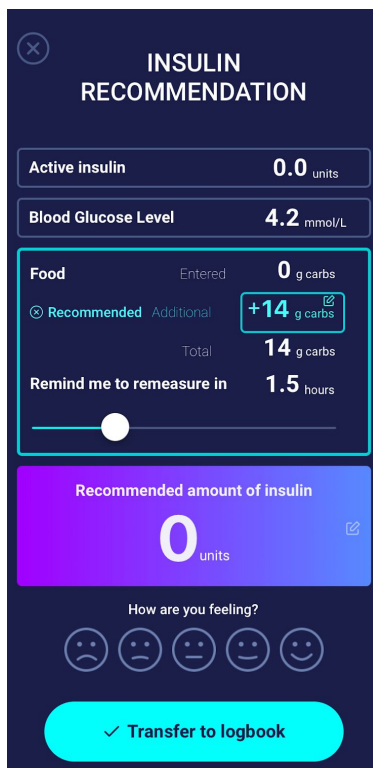 INSULIN
RECOMMENDATION
Active insulin 0.0 units
Blood Glucose Level 4.2 mmol/L
Food Entered 0 g carbs
Recommended Additional +14 g carbs
Total 14 g carbs
Remind me to remeasure in 1.5 hours
Recommended amount of insulin
0 units
How are you feeling?
Transfer to logbook